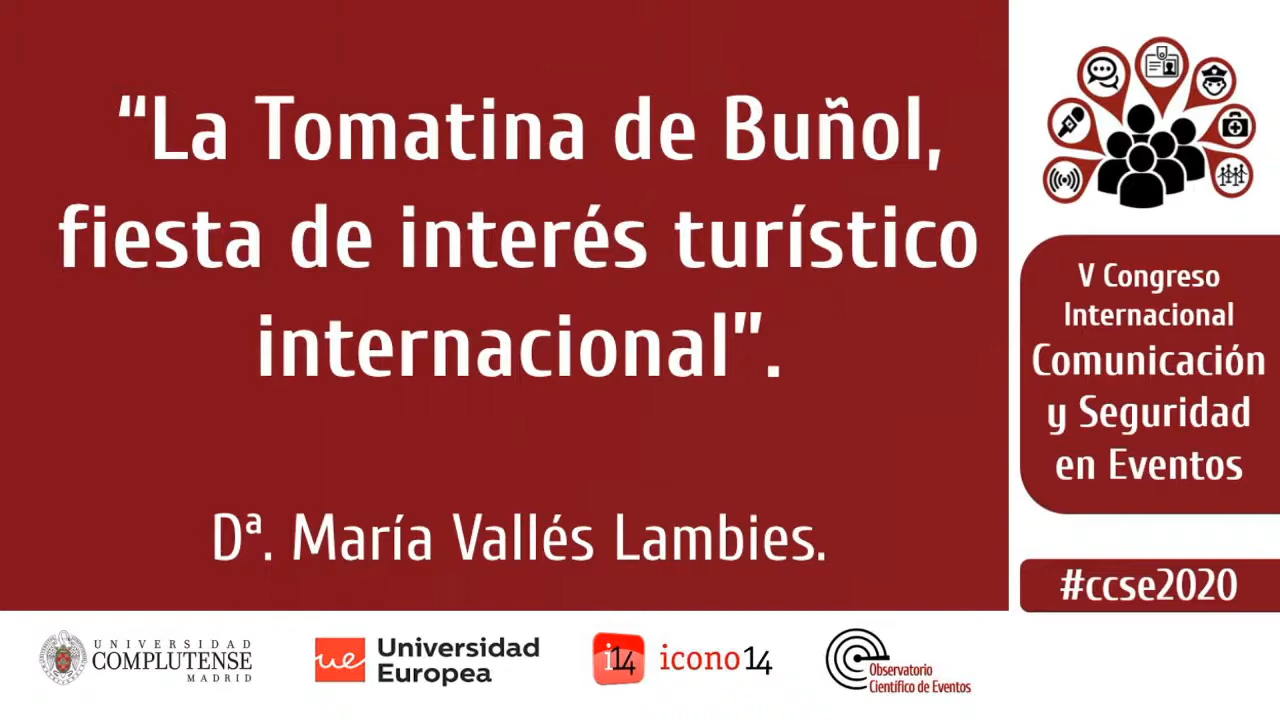 “La Tomatina de Buñol,
fiesta de interés turístico
internacional”.
Dª. María Vallés Lambies.
V Congreso
Internacional
Comunicación
y Seguridad
en Eventos
#ccse2020
UNIVERSIDAD
COMPLUTENSE
MADRID
ue
Universidad
Europea
i14
icono14
Observatorio
Científico de Eventos